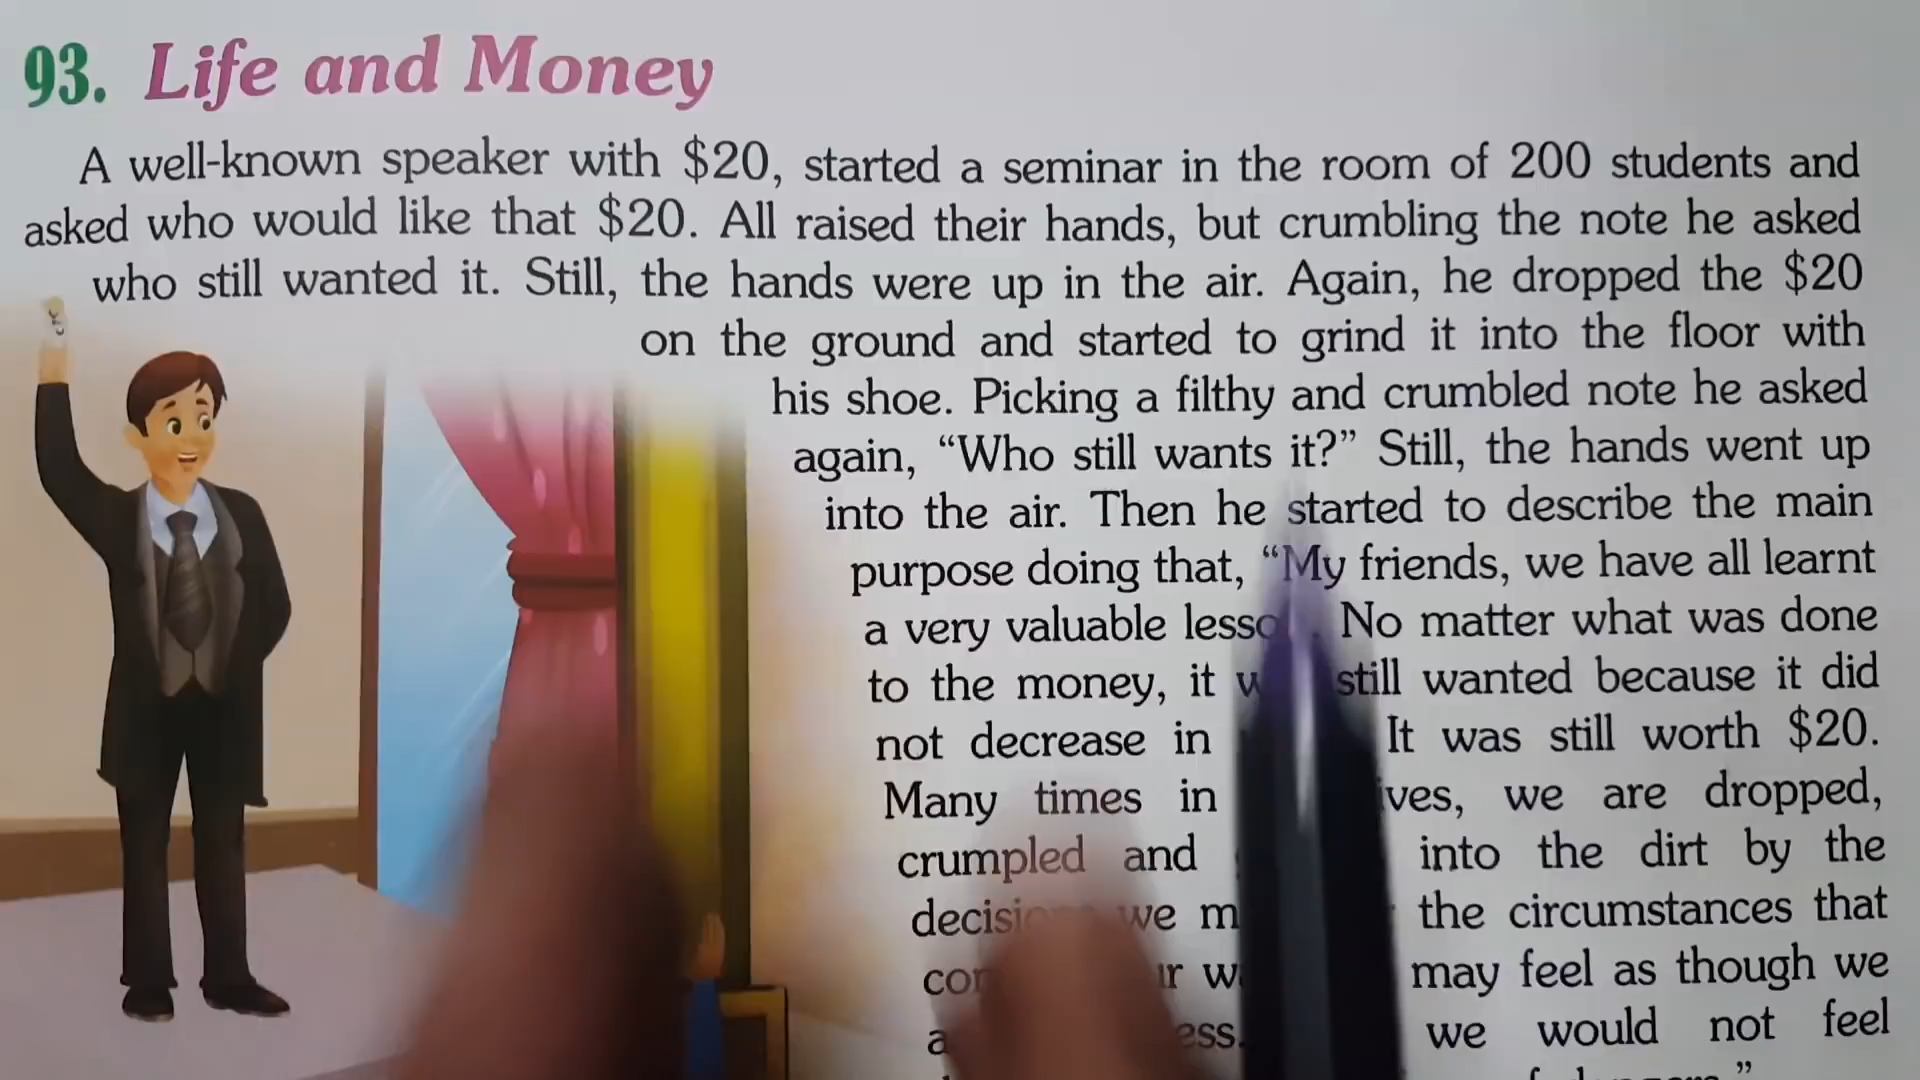 93. Life and Money
A well-known speaker with $20, started a seminar in the room of 200 students and
asked who would like that $20. All raised their hands, but crumbling the note he asked
who still wanted it. Still, the hands were up in the air. Again, he dropped the $20
on the ground and started to grind it into the floor with
his shoe. Picking a filthy and crumbled note he asked
again, “Who still wants it?” Still, the hands went up
into the air. Then he started to describe the main
purpose doing that, “My friends, we have all learnt
a very valuable No matter what was done
to the money, it still wanted because it did
not decrease in It was still worth $20.
Many times in we are dropped,
crumpled and into the dirt by the
we the circumstances that
may feel as though we
we would not feel